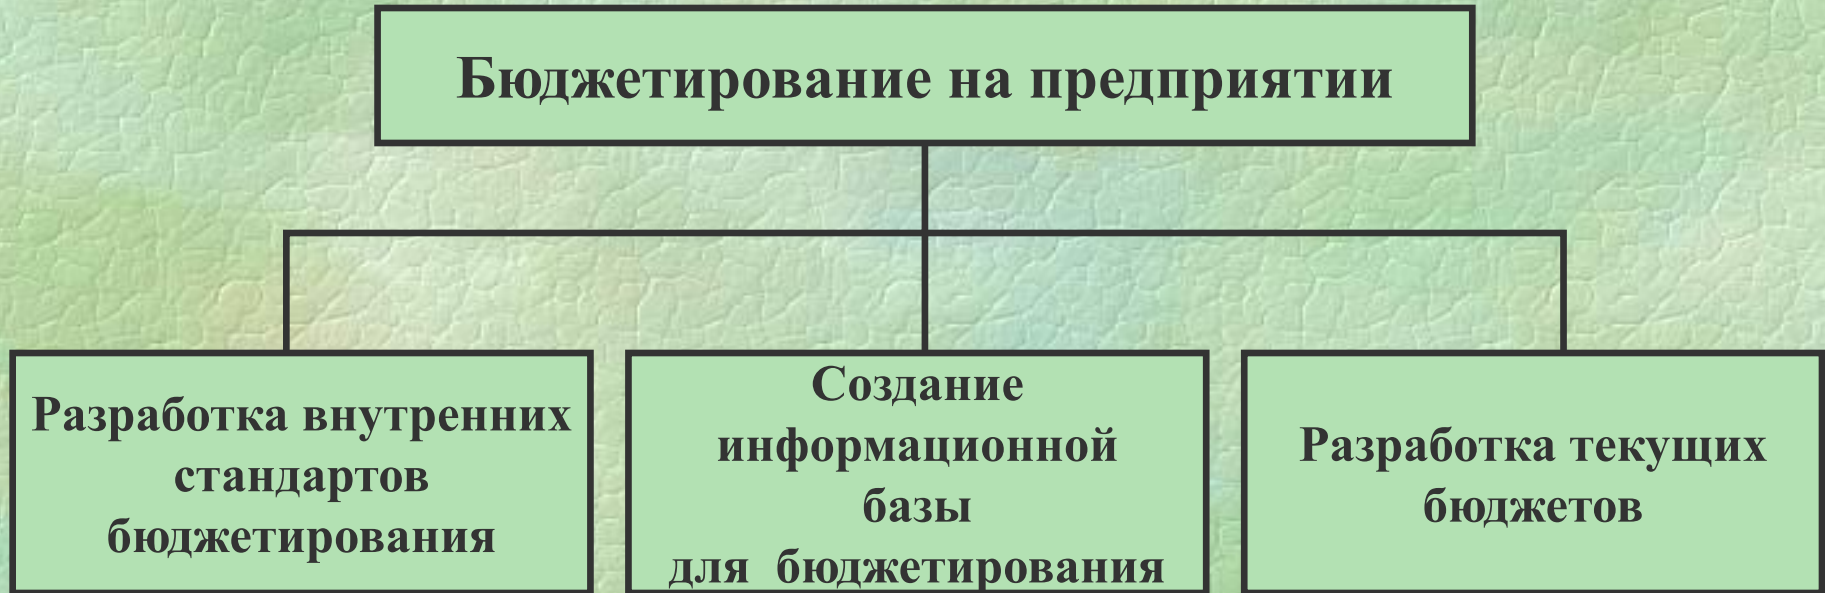 Бюджетирование на предприятии
Разработка внутренних
стандартов
бюджетирования
Создание
информационной
базы
для бюджетирования
Разработка текущих
бюджетов